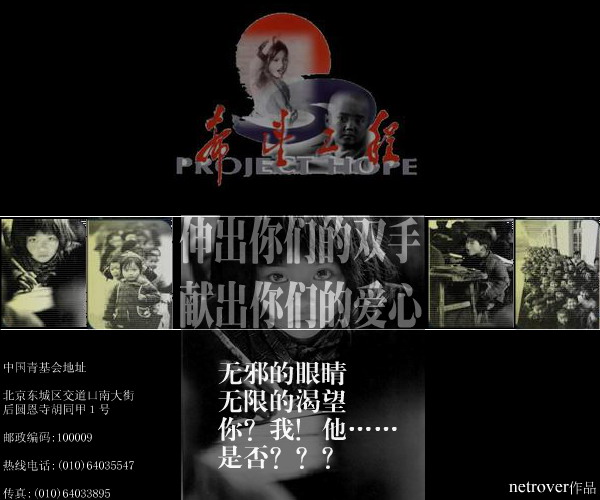 希望工程
PROJECT HOPE
伸出你们的双手
献出你们的爱心
无邪的眼睛
无限的渴望
你？我！他……
是否？？？
中国青基会地址
北京东城区交道口南大街
后圆恩寺胡同甲１号
邮政编码:100009
热线电话:(010)64035547
传真:(010)64033895
netrover作品